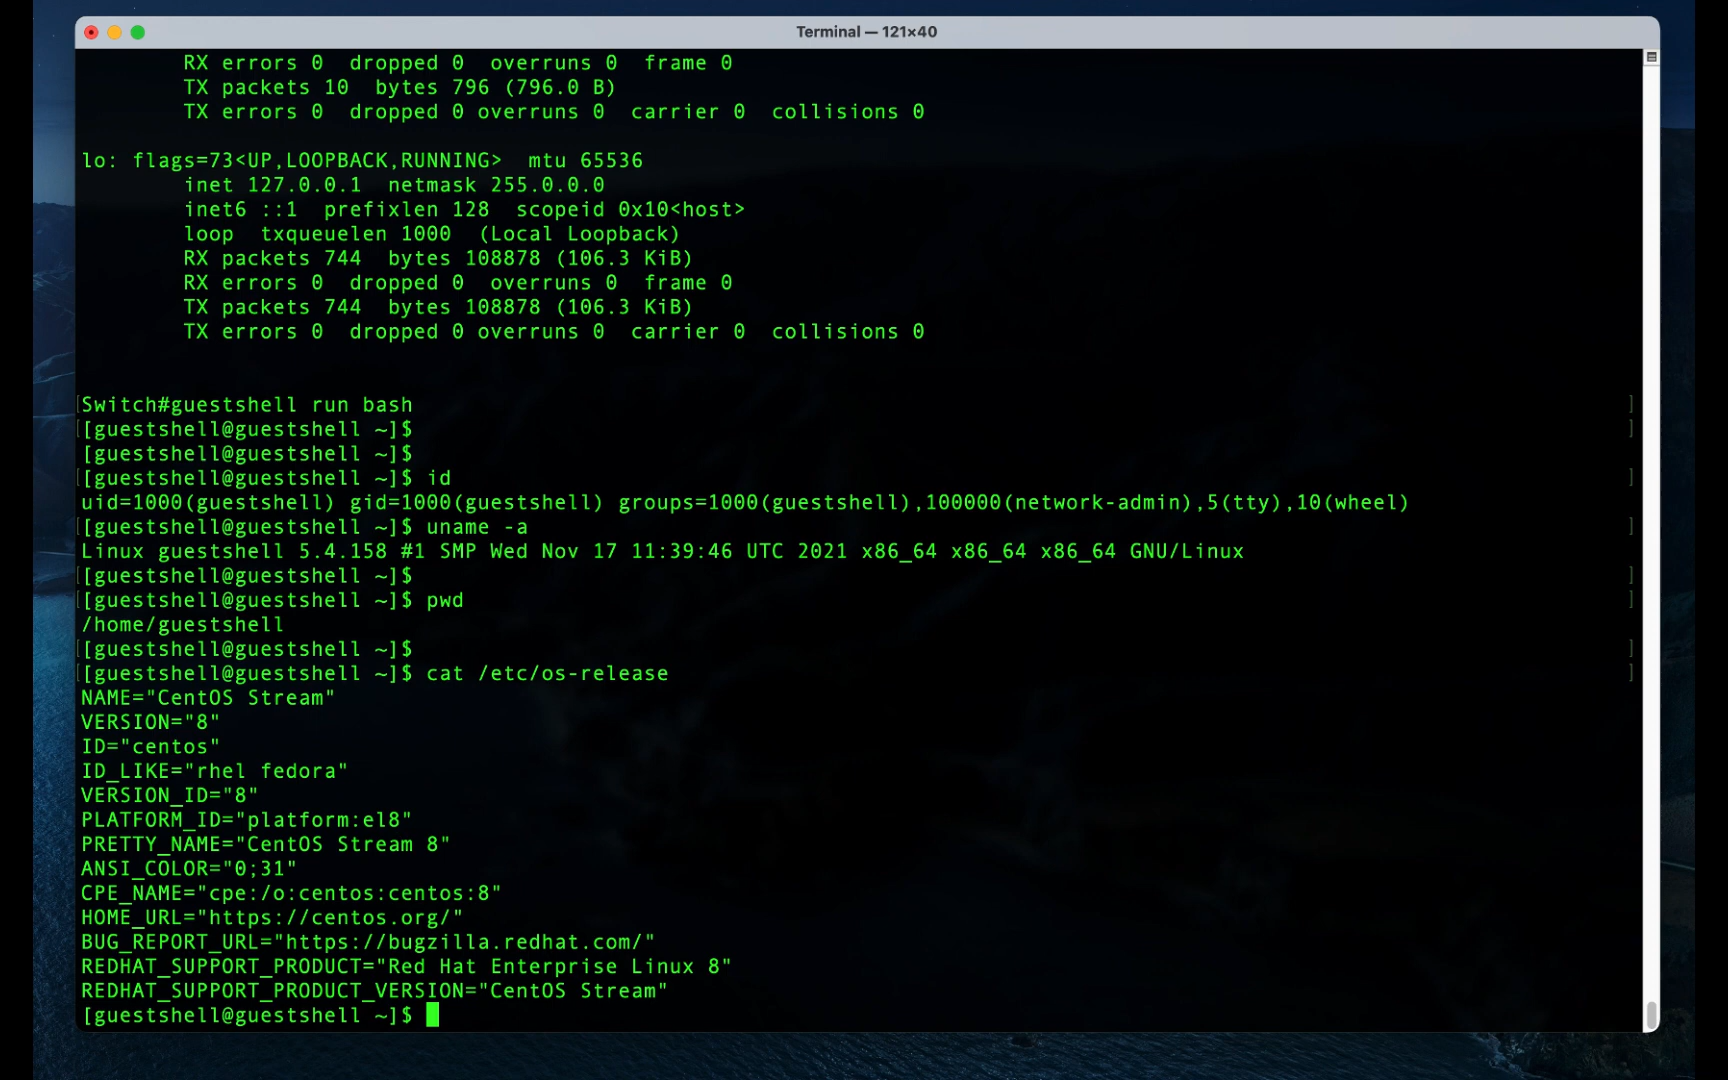 Terminal — 121×40
RX errors 0  dropped 0  overruns 0  frame 0
TX packets 10  bytes 796 (796.0 B)
TX errors 0  dropped 0 overruns 0  carrier 0  collisions 0
lo: flags=73<UP,LOOPBACK,RUNNING>  mtu 65536
inet 127.0.0.1  netmask 255.0.0.0
inet6 ::1  prefixlen 128  scopeid 0x10<host>
loop  txqueuelen 1000  (Local Loopback)
RX packets 744  bytes 108878 (106.3 KiB)
RX errors 0  dropped 0  overruns 0  frame 0
TX packets 744  bytes 108878 (106.3 KiB)
TX errors 0  dropped 0 overruns 0  carrier 0  collisions 0
[Switch#guestshell run bash ]
[[guestshell@guestshell ~]$ ]
[guestshell@guestshell ~]$
[[guestshell@guestshell ~]$ id ]
uid=1000(guestshell) gid=1000(guestshell) groups=1000(guestshell),100000(network-admin),5(tty),10(wheel)
[[guestshell@guestshell ~]$ uname -a ]
Linux guestshell 5.4.158 #1 SMP Wed Nov 17 11:39:46 UTC 2021 x86_64 x86_64 x86_64 GNU/Linux
[[guestshell@guestshell ~]$ ]
[[guestshell@guestshell ~]$ pwd ]
/home/guestshell
[[guestshell@guestshell ~]$ ]
[[guestshell@guestshell ~]$ cat /etc/os-release ]
NAME="CentOS Stream"
VERSION="8"
ID="centos"
ID_LIKE="rhel fedora"
VERSION_ID="8"
PLATFORM_ID="platform:el8"
PRETTY_NAME="CentOS Stream 8"
ANSI_COLOR="0;31"
CPE_NAME="cpe:/o:centos:centos:8"
HOME_URL="https://centos.org/"
BUG_REPORT_URL="https://bugzilla.redhat.com/"
REDHAT_SUPPORT_PRODUCT="Red Hat Enterprise Linux 8"
REDHAT_SUPPORT_PRODUCT_VERSION="CentOS Stream"
[guestshell@guestshell ~]$